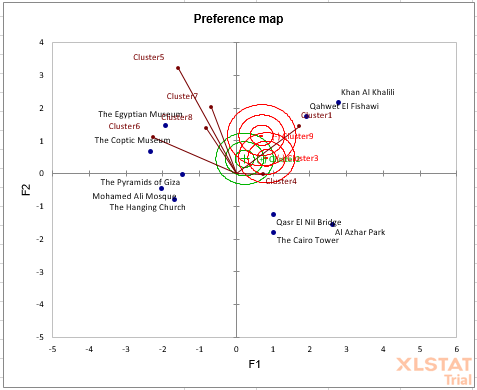 Preference map
4
Cluster5
3
Khan Al Khalili
Cluster7
Qahwet El Fishawi
2
The Egyptian Museum
Cluster8
Cluster1
Cluster6
The Coptic Museum
Cluster9
1
Cluster3
The Pyramids of Giza
Cluster4
0
Mohamed Ali Mosque
The Hanging Church
F2
-1
Qasr El Nil Bridge
Al Azhar Park
The Cairo Tower
-2
-3
-4
-5
-5 -4 -3 -2 -1 0 1 2 3 4 5 6
F1
XLSTAT
Trial